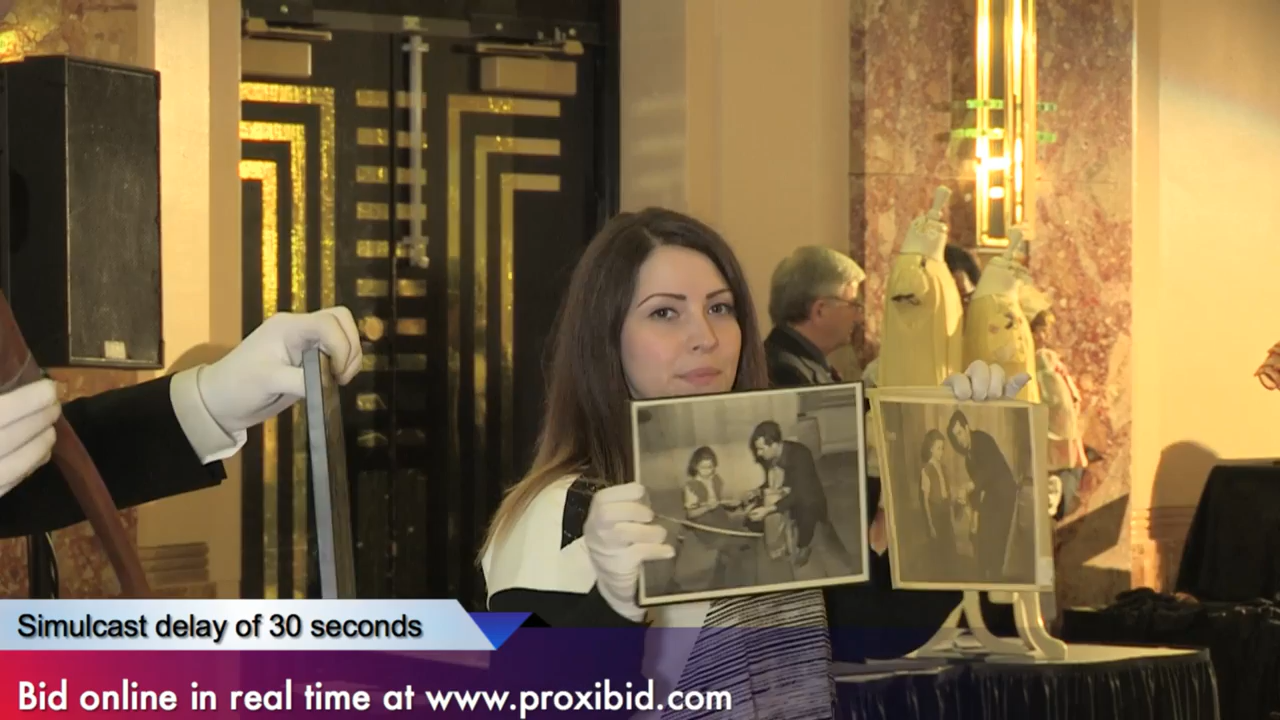 Simulcast delay of 30 seconds
Bid online in real time at www.proxibid.com